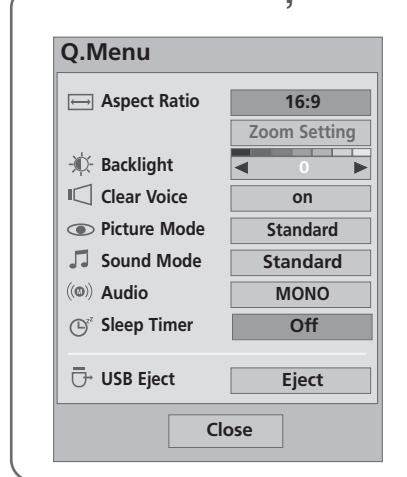 Q.Menu
Aspect Ratio 16:9
Zoom Setting
Backlight 0
Clear Voice on
Picture Mode Standard
Sound Mode Standard
Audio MONO
Sleep Timer Off
USB Eject Eject
Close